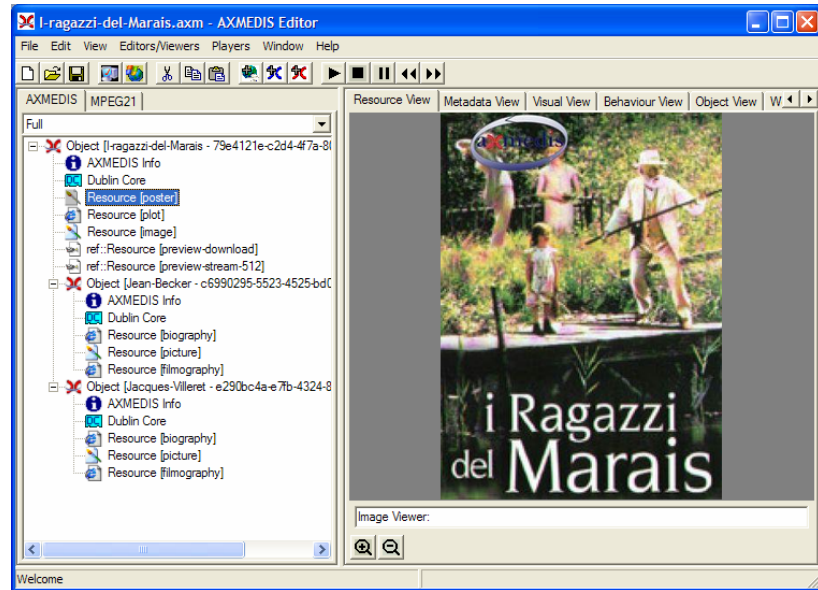 I-ragazzi-del-Marais.axm - AXMEDIS Editor
File Edit View Editors/Viewers Players Window Help
AXMEDIS MPEG21
Full
Object [I-ragazzi-del-Marais - 79e4121e-c2d4-4f7a-8
AXMEDIS Info
Dublin Core
Resource [poster]
Resource [plot]
Resource [image]
ref::Resource [preview-download]
ref::Resource [preview-stream-512]
Object [Jean-Becker - c6990295-5523-4525-bd
AXMEDIS Info
Dublin Core
Resource [biography]
Resource [picture]
Resource [filmography]
Object [Jacques-Villeret - e290bc4a-e7fb-4324-8
AXMEDIS Info
Dublin Core
Resource [biography]
Resource [picture]
Resource [filmography]
Resource View Metadata View Visual View Behaviour View Object View W
axmedis
i Ragazzi
del Marais
Image Viewer:
Welcome